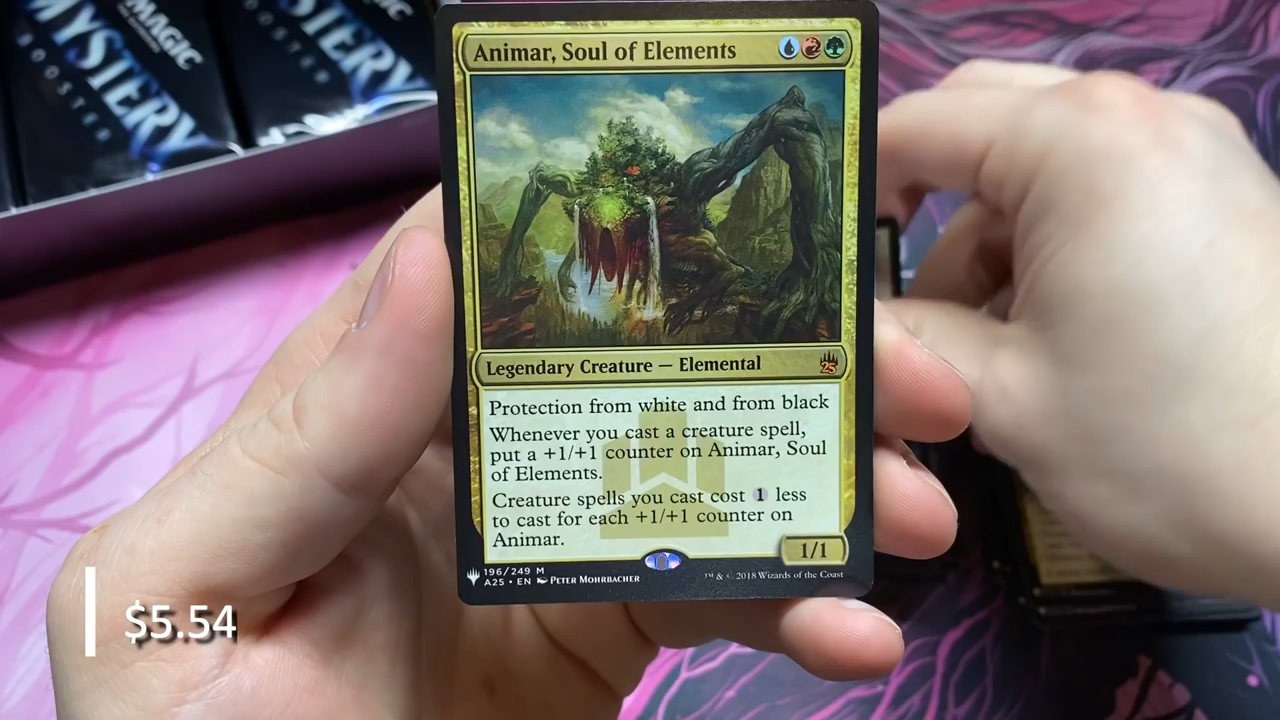 MAGIC
MYSTERY
BOOSTER
MYSTERY
BOOSTER
Animar, Soul of Elements
Legendary Creature — Elemental
25
Protection from white and from black
Whenever you cast a creature spell,
put a +1/+1 counter on Animar, Soul
of Elements.
Creature spells you cast cost 1 less
to cast for each +1/+1 counter on
Animar.
1/1
196/249 M
A25 • EN PETER MOHRBACHER
™ & © 2018 Wizards of the Coast
$5.54